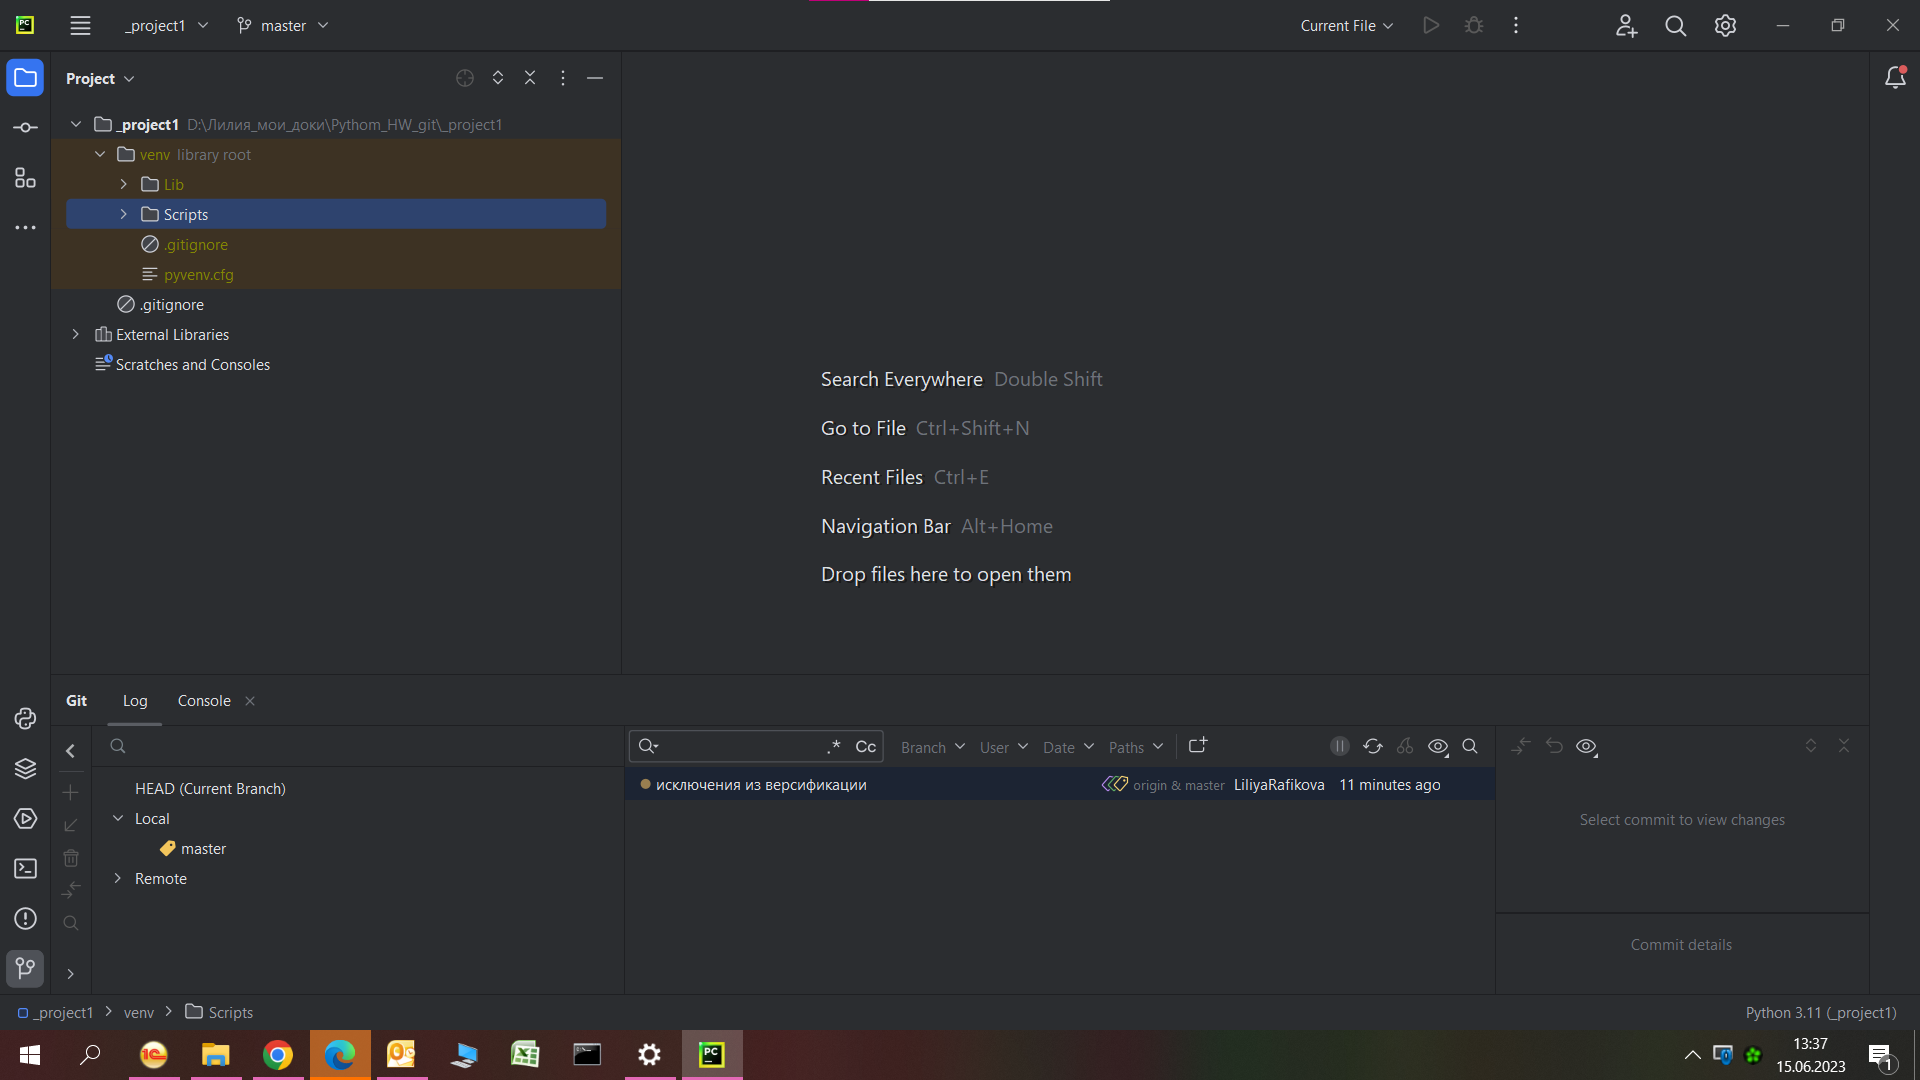 _project1
master
Current File
Project
_project1 D:\Лилия_мои_доки\Pythom_HW_git\_project1
venv library root
Lib
Scripts
.gitignore
pyvenv.cfg
.gitignore
External Libraries
Scratches and Consoles
Search Everywhere Double Shift
Go to File Ctrl+Shift+N
Recent Files Ctrl+E
Navigation Bar Alt+Home
Drop files here to open them
Git Log Console
.* Cc Branch User Date Paths
HEAD (Current Branch)
Local
master
Remote
исключения из версификации origin & master LiliyaRafikova 11 minutes ago
Select commit to view changes
Commit details
_project1 venv Scripts
Python 3.11 (_project1)
13:37
15.06.2023
1